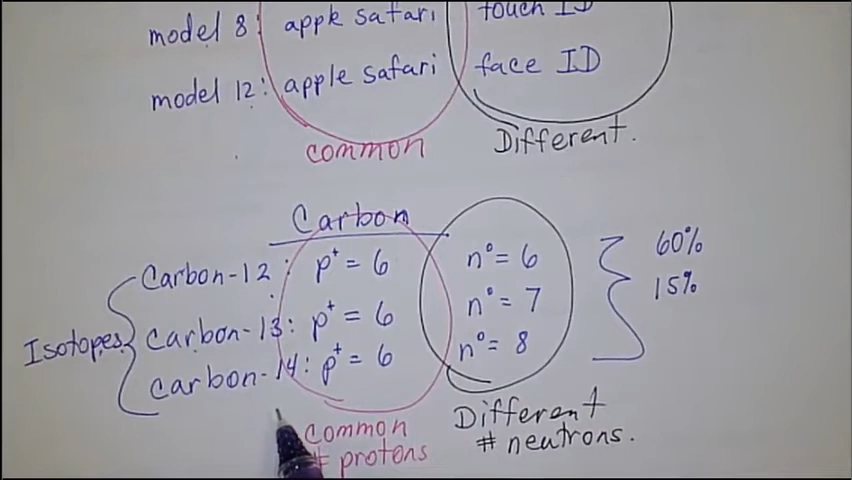 model 8: apple safari touch ID
model 12: apple safari face ID
common Different.
Carbon
Carbon-12: p⁺ = 6 n° = 6 60%
Carbon-13: p⁺ = 6 n° = 7 15%
Isotopes
Carbon-14: p⁺ = 6 n° = 8
common Different
# protons # neutrons.